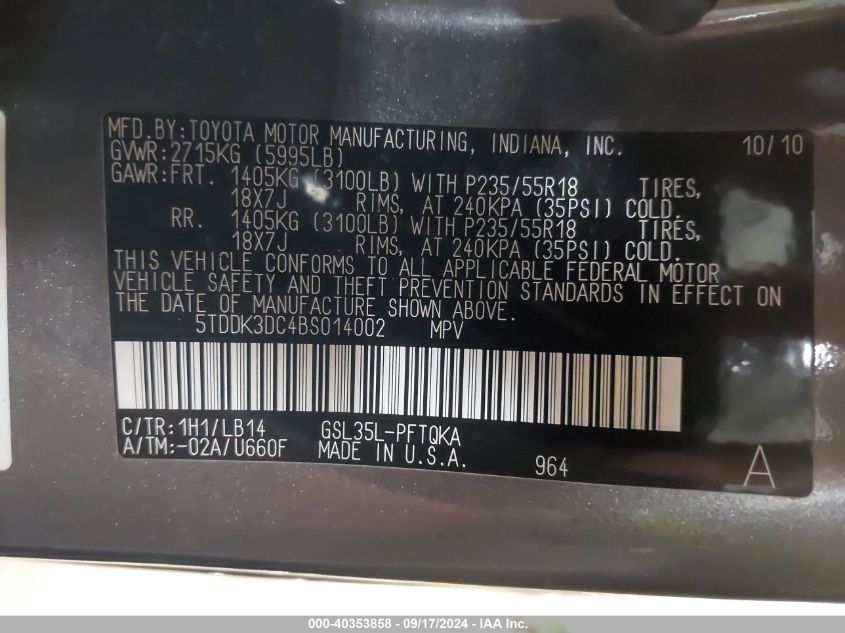 MFD.BY:TOYOTA MOTOR MANUFACTURING, INDIANA, INC. 10/10
GVWR:2715KG (5995LB)
GAWR:FRT. 1405KG (3100LB) WITH P235/55R18 TIRES,
18X7J RIMS, AT 240KPA (35PSI) COLD.
RR. 1405KG (3100LB) WITH P235/55R18 TIRES,
18X7J RIMS, AT 240KPA (35PSI) COLD.
THIS VEHICLE CONFORMS TO ALL APPLICABLE FEDERAL MOTOR
VEHICLE SAFETY AND THEFT PREVENTION STANDARDS IN EFFECT ON
THE DATE OF MANUFACTURE SHOWN ABOVE.
5TDDK3DC4BS014002 MPV
C/TR:1H1/LB14 GSL35L-PFTQKA
A/TM:-02A/U660F MADE IN U.S.A. 964 A
000-40353858 - 09/17/2024 - IAA Inc.